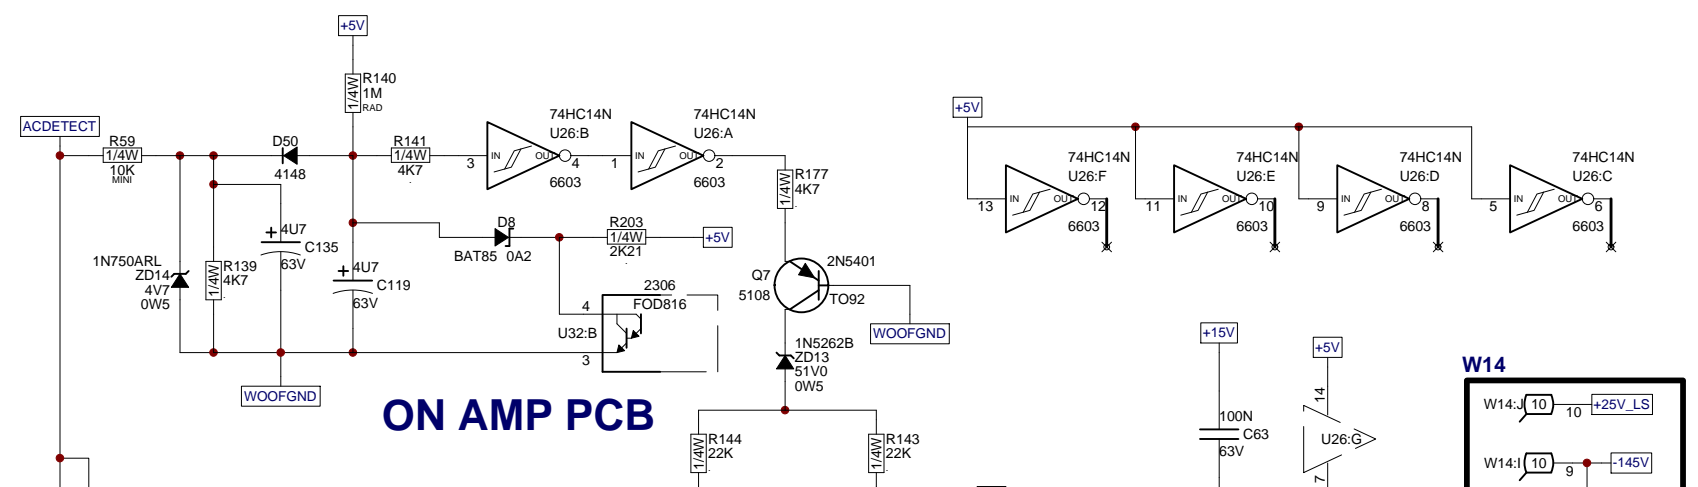 +5V
R140
1/4W
1M
RAD
ACDETECT
R59
1/4W
10K
MINI
D50
4148
R141
1/4W
4K7
74HC14N
U26:B
3
IN
OUT
4
6603
74HC14N
U26:A
1
IN
OUT
2
6603
R177
1/4W
4K7
+5V
74HC14N
U26:F
13
IN
OUT
12
6603
74HC14N
U26:E
11
IN
OUT
10
6603
74HC14N
U26:D
9
IN
OUT
8
6603
74HC14N
U26:C
5
IN
OUT
6
6603
1N750ARL
ZD14
4V7
0W5
R139
1/4W
4K7
+
4U7
C135
63V
+
4U7
C119
63V
D8
BAT85
0A2
R203
1/4W
2K21
+5V
2306
FOD816
4
U32:B
3
Q7
5108
2N5401
TO92
WOOFGND
1N5262B
ZD13
51V0
0W5
WOOFGND
ON AMP PCB
R144
1/4W
22K
R143
1/4W
22K
+15V
100N
C63
63V
+5V
14
U26:G
7
W14
W14:J
10
10
+25V_LS
W14:I
10
9
-145V